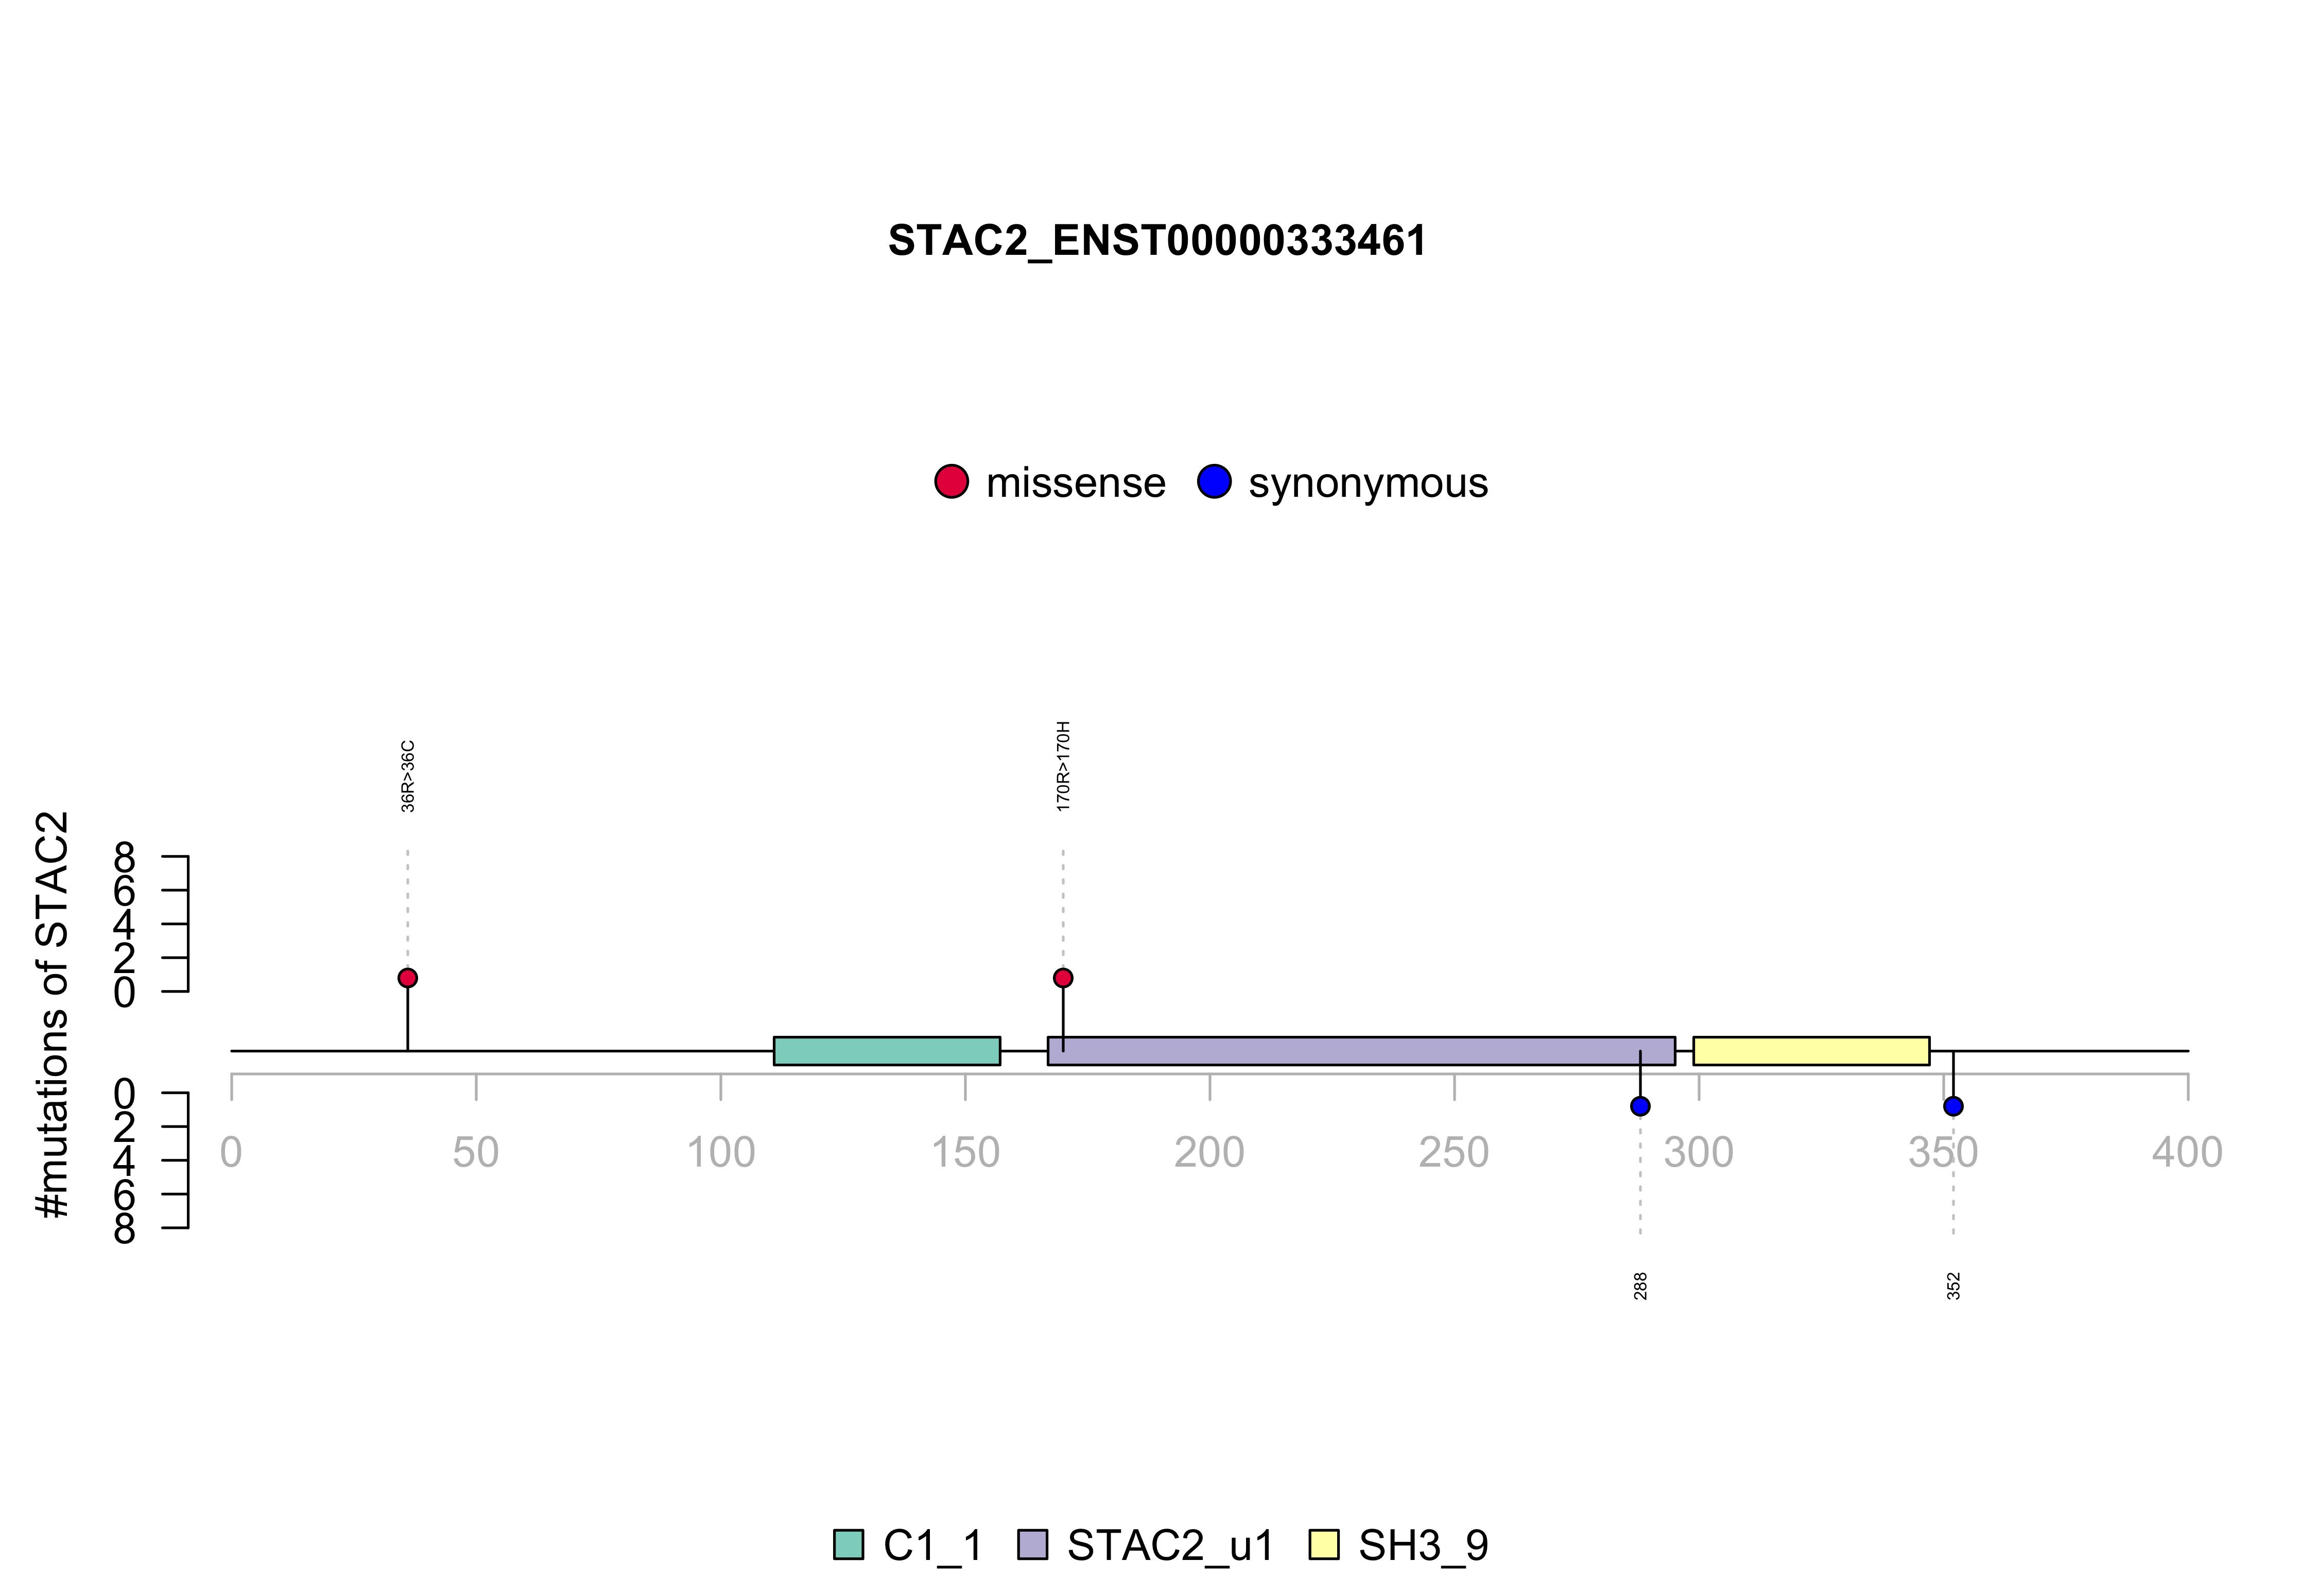 STAC2_ENST00000333461
missense synonymous
36R>36C
170R>170H
#mutations of STAC2
8
6
4
2
0
0
2
4
6
8
0 50 100 150 200 250 300 350 400
288
352
C1_1 STAC2_u1 SH3_9